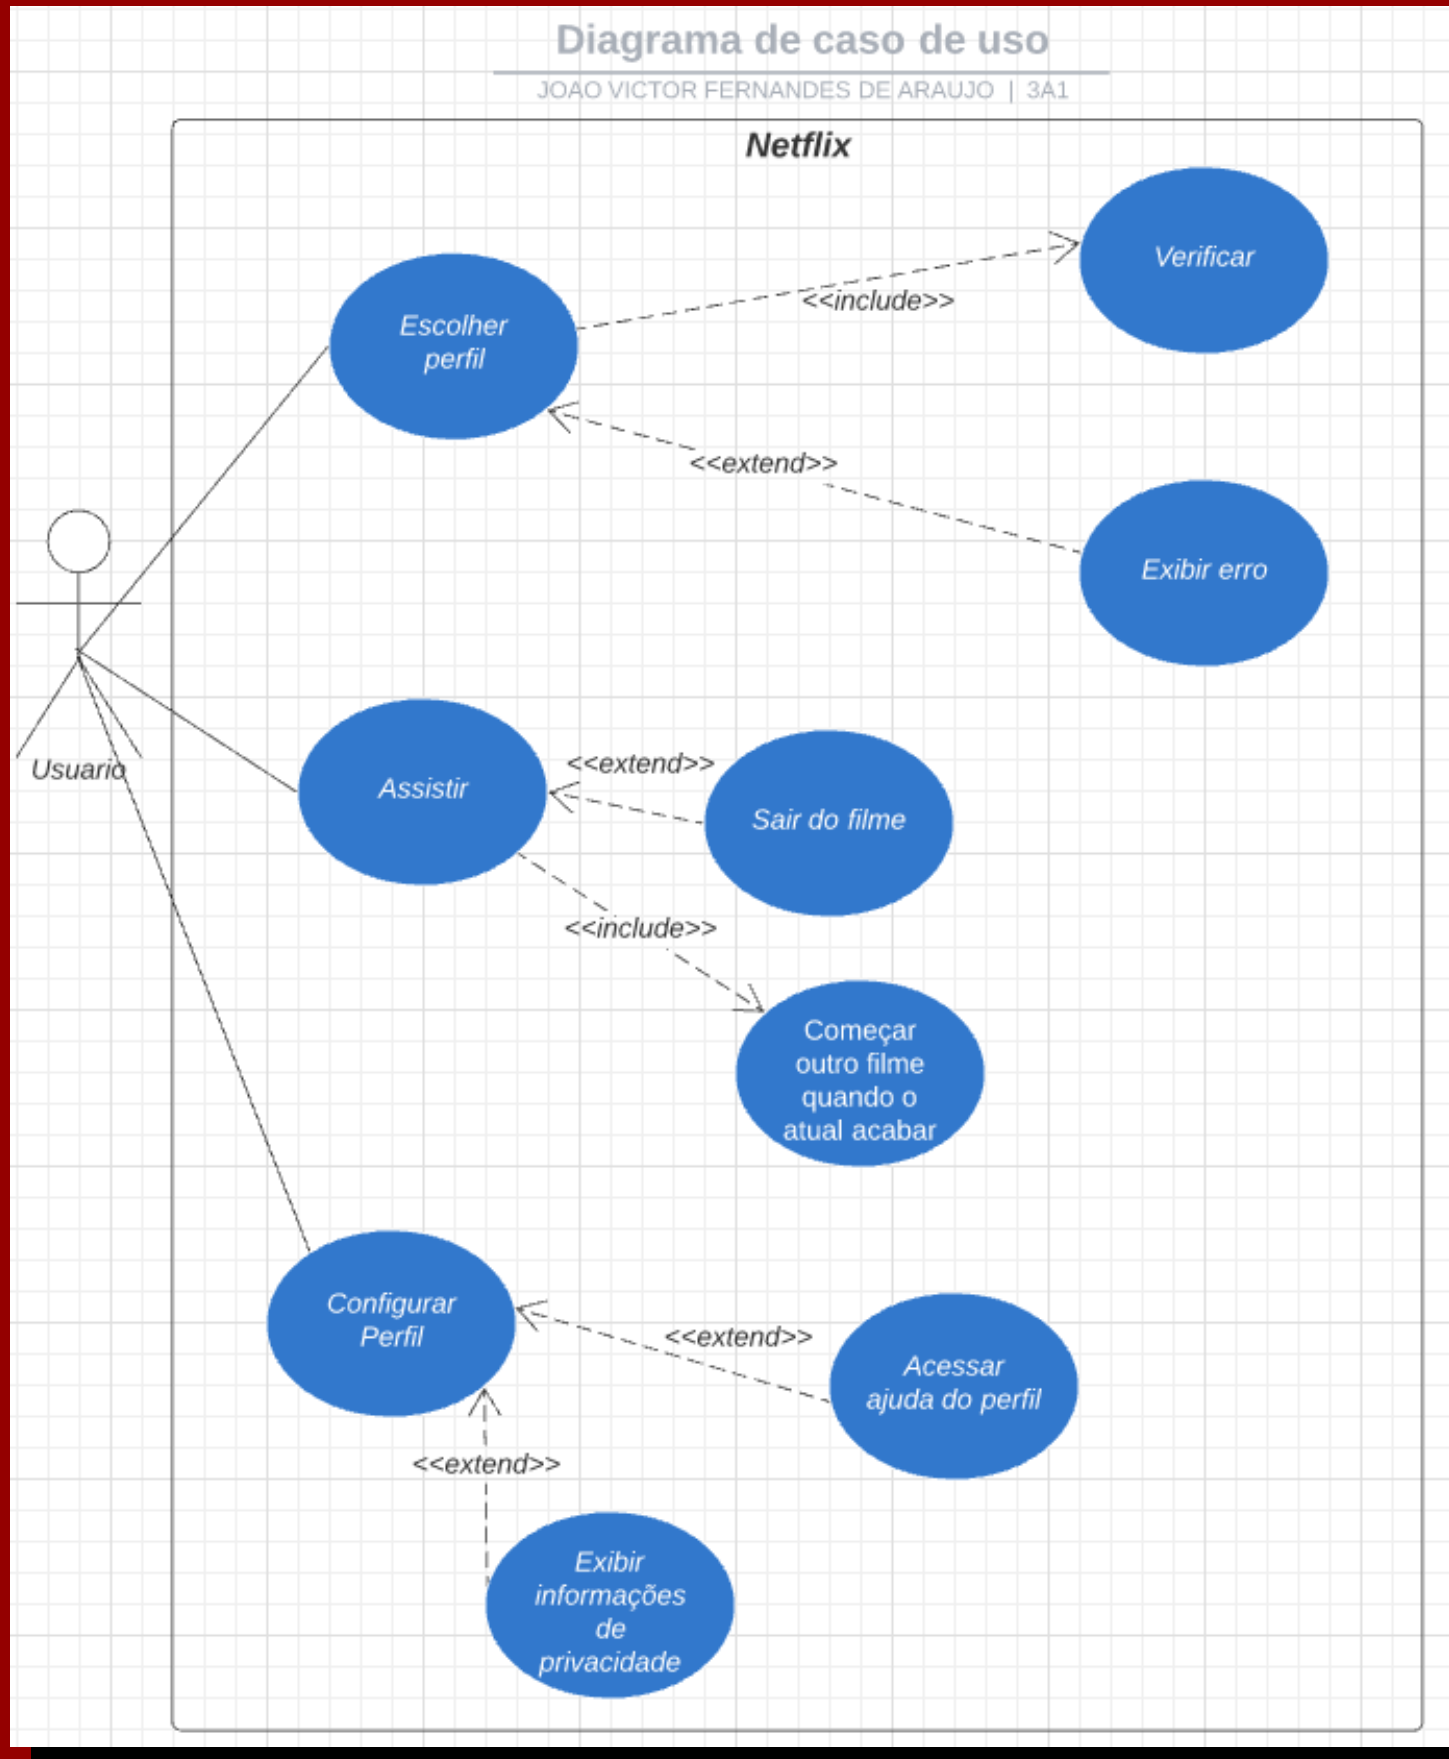 Diagrama de caso de uso
JOAO VICTOR FERNANDES DE ARAUJO | 3A1
Netflix
Verificar
<<include>>
Escolher
perfil
<<extend>>
Exibir erro
Usuario
Assistir
<<extend>>
Sair do filme
<<include>>
Começar
outro filme
quando o
atual acabar
Configurar
Perfil
<<extend>>
Acessar
ajuda do perfil
<<extend>>
Exibir
informações
de
privacidade